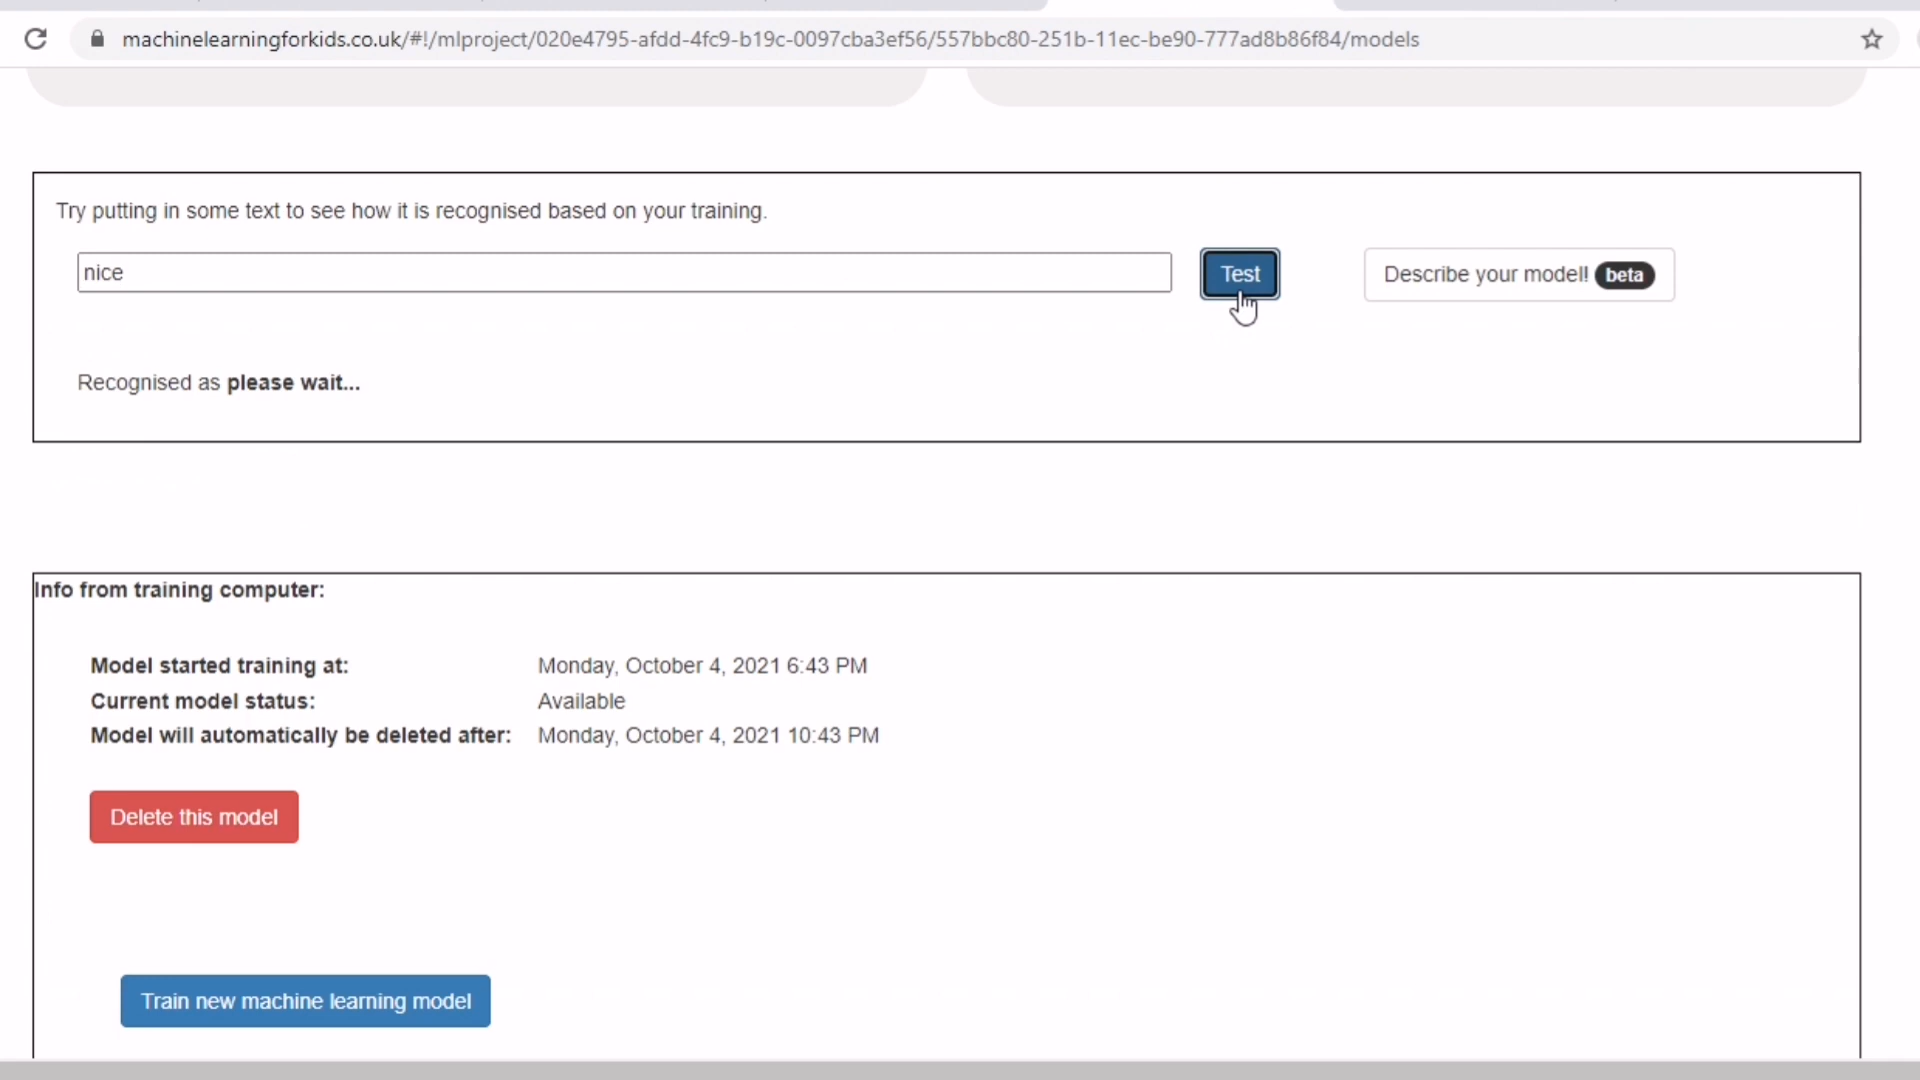 machinelearningforkids.co.uk/#!/mlproject/020e4795-afdd-4fc9-b19c-0097cba3ef56/557bbc80-251b-11ec-be90-777ad8b86f84/models
Try putting in some text to see how it is recognised based on your training.
nice
Test
Describe your model! beta
Recognised as please wait...
Info from training computer:
Model started training at: Monday, October 4, 2021 6:43 PM
Current model status: Available
Model will automatically be deleted after: Monday, October 4, 2021 10:43 PM
Delete this model
Train new machine learning model